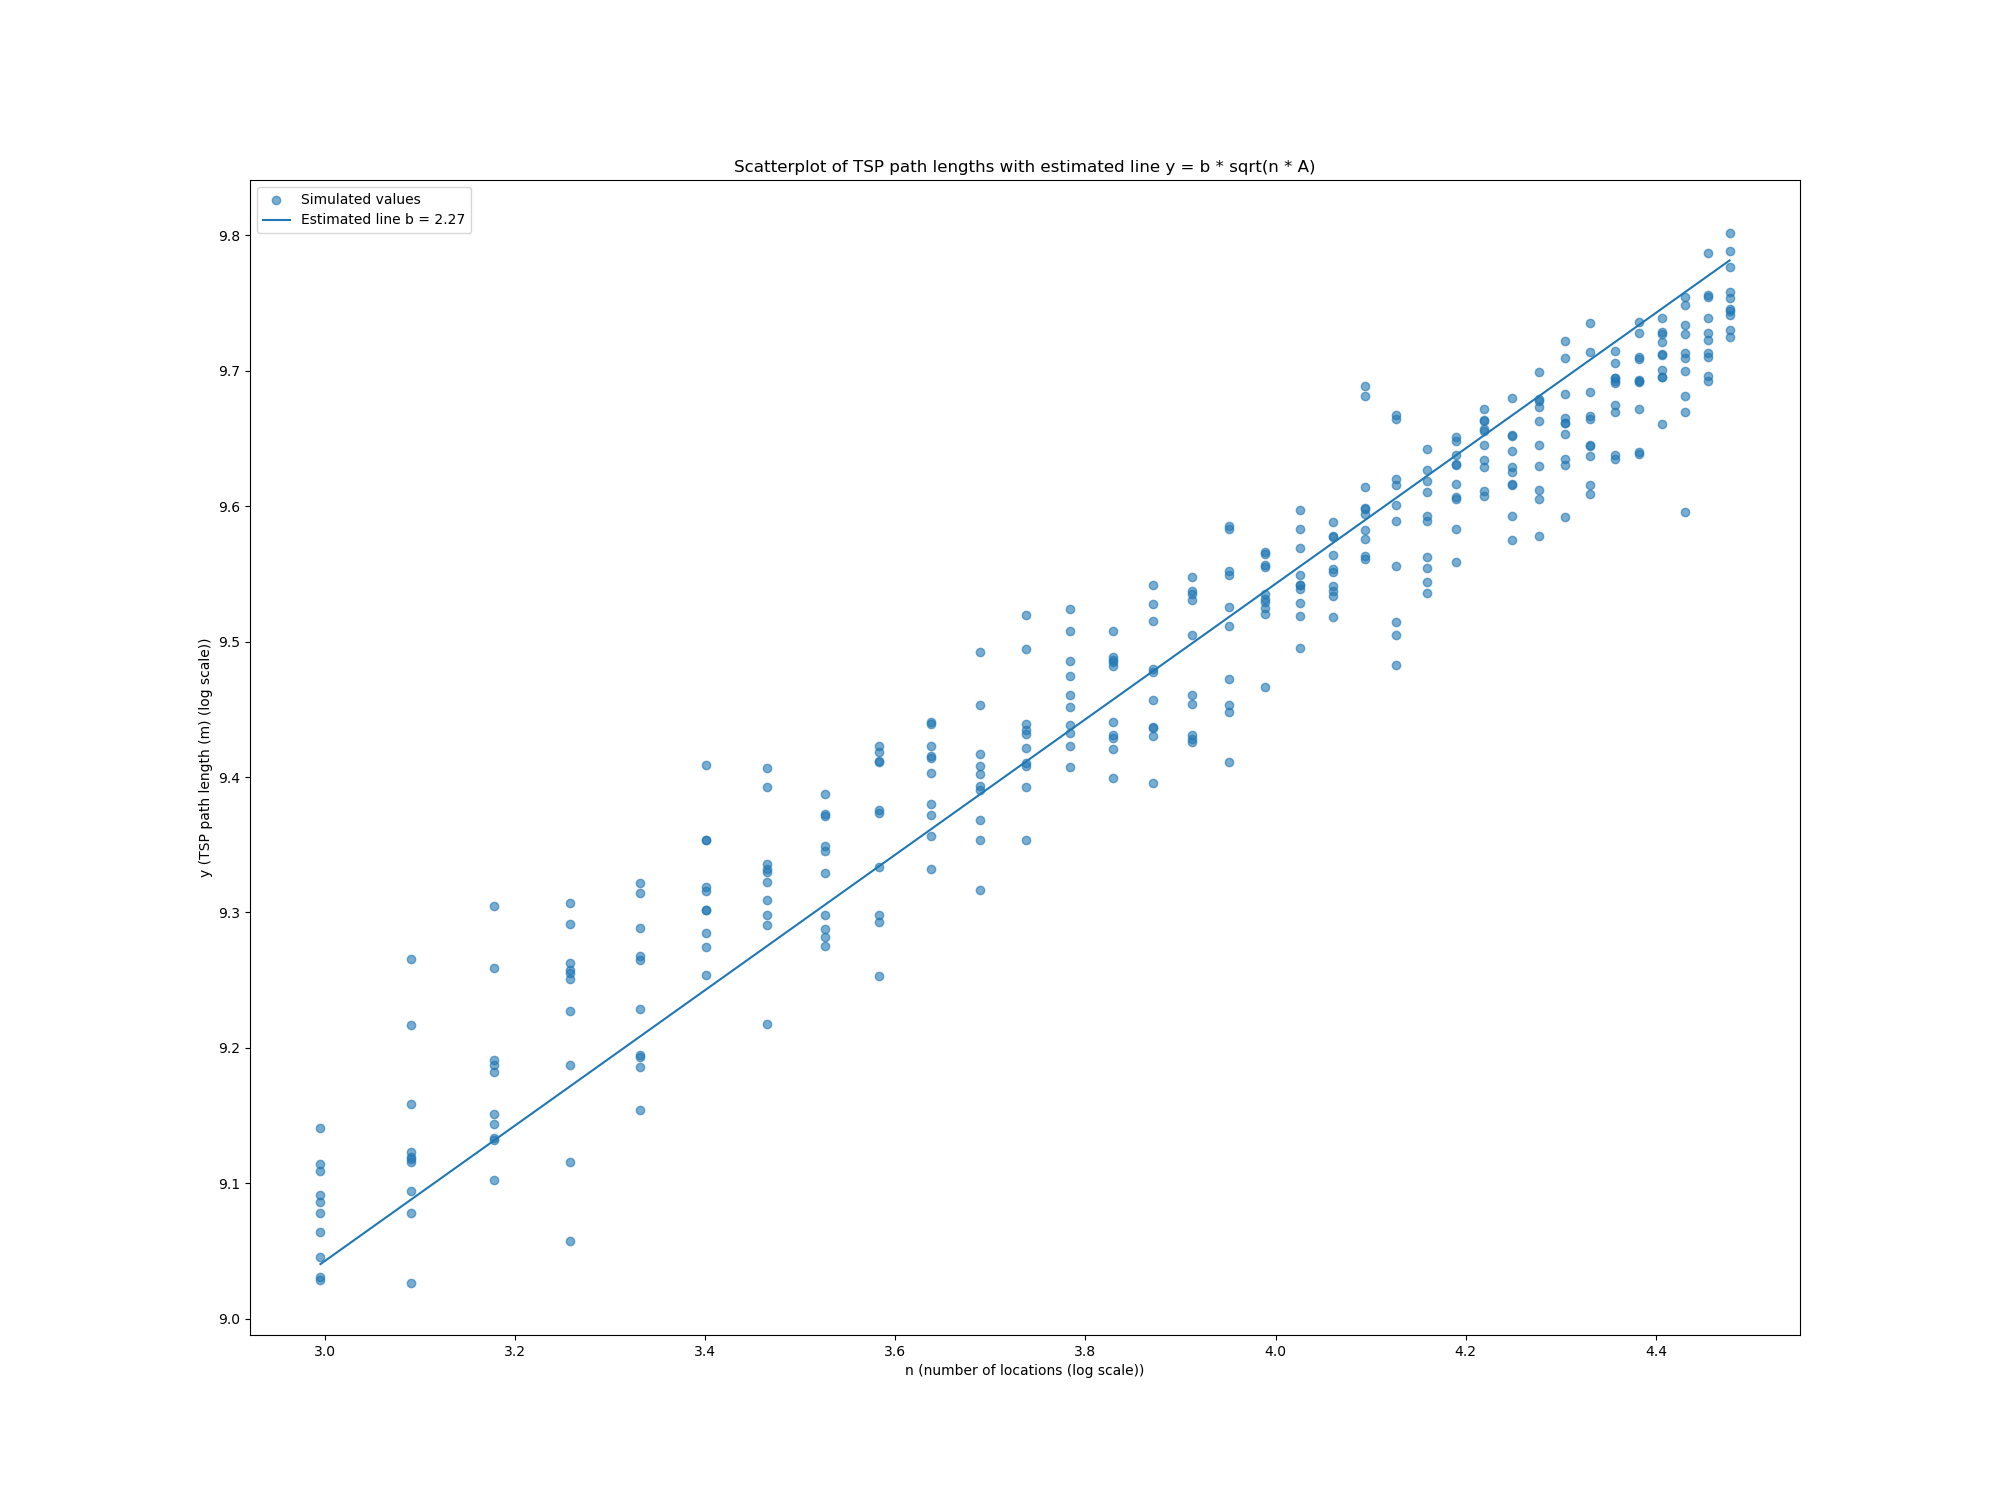 Scatterplot of TSP path lengths with estimated line y = b * sqrt(n * A)
Simulated values
Estimated line b = 2.27
9.8
9.7
9.6
9.5
9.4
9.3
9.2
9.1
9.0
y (TSP path length (m) (log scale))
3.0 3.2 3.4 3.6 3.8 4.0 4.2 4.4
n (number of locations (log scale))